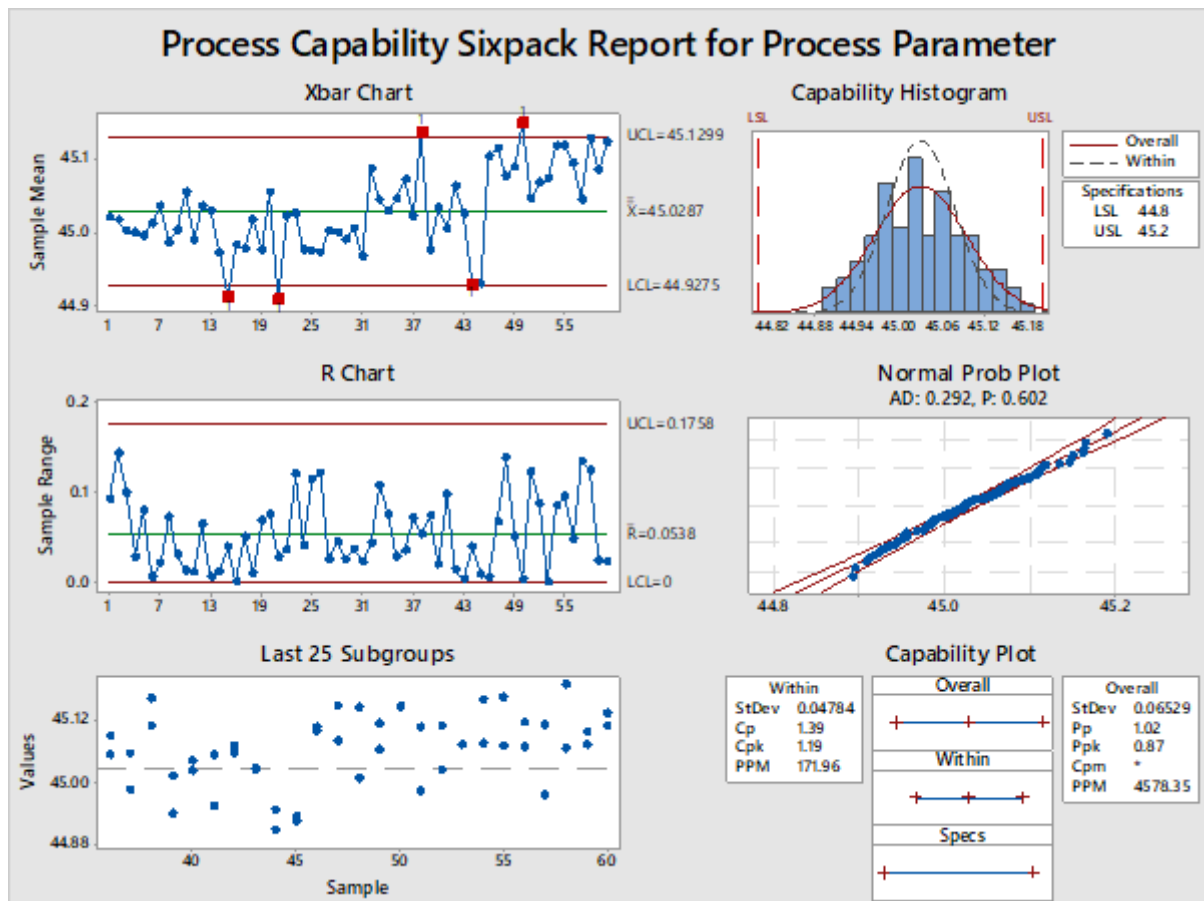 Process Capability Sixpack Report for Process Parameter
Xbar Chart
Sample Mean
45.1
45.0
44.9
1 7 13 19 25 31 37 43 49 55
1
1
1
1
1
UCL=45.1299
X=45.0287
LCL=44.9275
Capability Histogram
LSL USL
44.82 44.88 44.94 45.00 45.06 45.12 45.18
Overall
Within
Specifications
LSL 44.8
USL 45.2
R Chart
Sample Range
0.2
0.1
0.0
1 7 13 19 25 31 37 43 49 55
UCL=0.1758
R=0.0538
LCL=0
Normal Prob Plot
AD: 0.292, P: 0.602
44.8 45.0 45.2
Last 25 Subgroups
Values
45.12
45.00
44.88
40 45 50 55 60
Sample
Capability Plot
Within
StDev 0.04784
Cp 1.39
Cpk 1.19
PPM 171.96
Overall
Within
Specs
Overall
StDev 0.06529
Pp 1.02
Ppk 0.87
Cpm *
PPM 4578.35